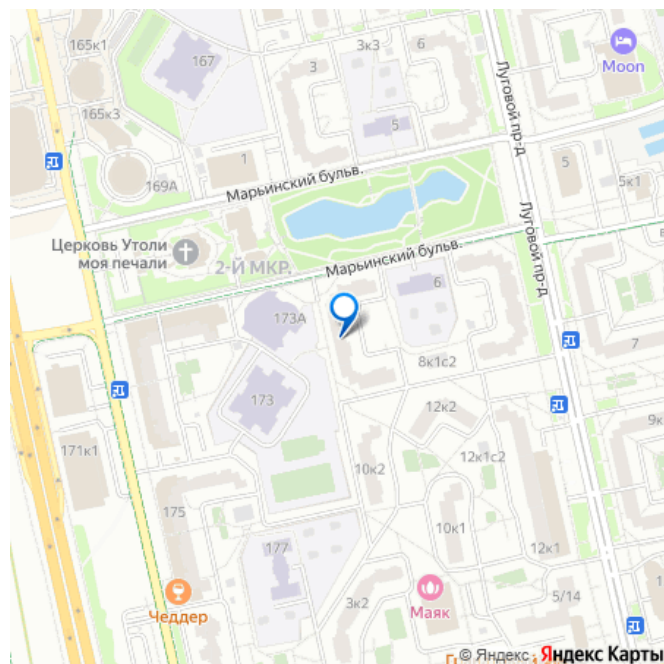 165к1
167
3
3к3
6
Moon
165к3
5
Луговой пр-д
1
169А
Марьинский бульв.
5
5к1
Церковь Утоли
моя печали
2-Й МКР.
Марьинский бульв.
Луговой пр-д
6
173А
7
8к1с2
173
12к2
171к1
12к1с2
10к2
175
10к1
177
12к1
Чеддер
3к2
Маяк
5/14
© Яндекс
Яндекс Карты